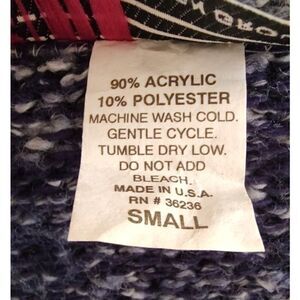 90% ACRYLIC
10% POLYESTER
MACHINE WASH COLD.
GENTLE CYCLE.
TUMBLE DRY LOW.
DO NOT ADD
BLEACH.
MADE IN U.S.A.
RN # 36236
SMALL